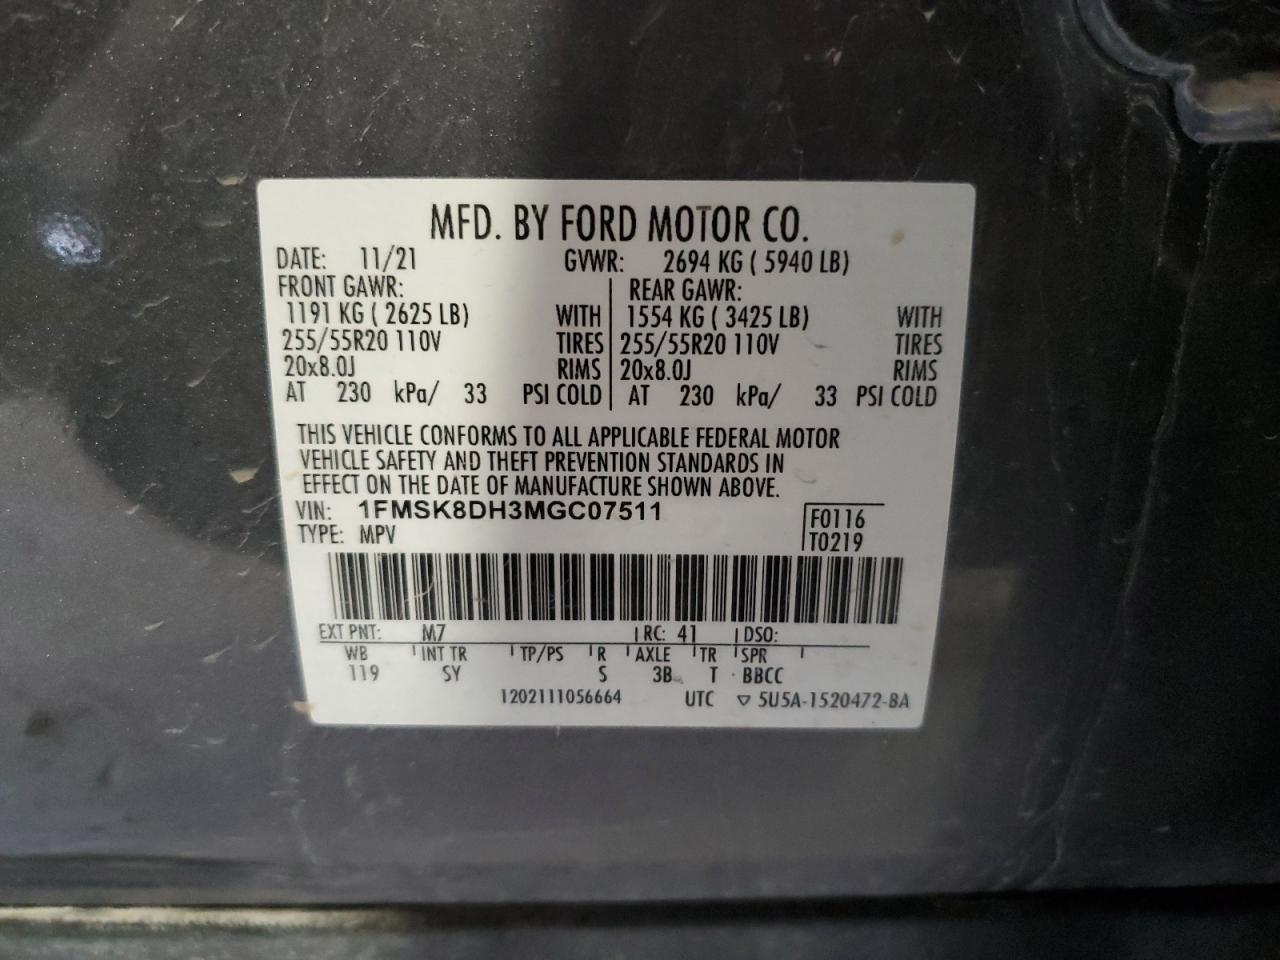 MFD. BY FORD MOTOR CO.
DATE: 11/21 GVWR: 2694 KG ( 5940 LB)
FRONT GAWR: REAR GAWR:
1191 KG ( 2625 LB) WITH 1554 KG ( 3425 LB) WITH
255/55R20 110V TIRES 255/55R20 110V TIRES
20x8.0J RIMS 20x8.0J RIMS
AT 230 kPa/ 33 PSI COLD AT 230 kPa/ 33 PSI COLD
THIS VEHICLE CONFORMS TO ALL APPLICABLE FEDERAL MOTOR
VEHICLE SAFETY AND THEFT PREVENTION STANDARDS IN
EFFECT ON THE DATE OF MANUFACTURE SHOWN ABOVE.
VIN: 1FMSK8DH3MGC07511 F0116
TYPE: MPV T0219
EXT PNT: M7 RC: 41 DSO:
WB INT TR TP/PS R AXLE TR SPR
119 SY S 3B T BBCC
1202111056664 UTC ▽ 5U5A-1520472-BA